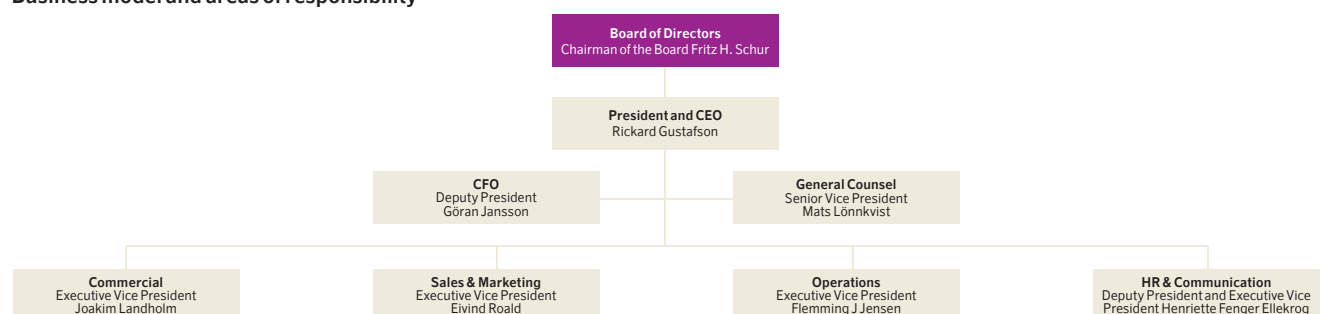 Business model and areas of responsibility
Board of Directors
Chairman of the Board Fritz H. Schur
President and CEO
Rickard Gustafson
CFO
Deputy President
Göran Jansson
General Counsel
Senior Vice President
Mats Lönnkvist
Commercial
Executive Vice President
Joakim Landholm
Sales & Marketing
Executive Vice President
Eivind Roald
Operations
Executive Vice President
Flemming J Jensen
HR & Communication
Deputy President and Executive Vice
President Henriette Fenger Ellekrog